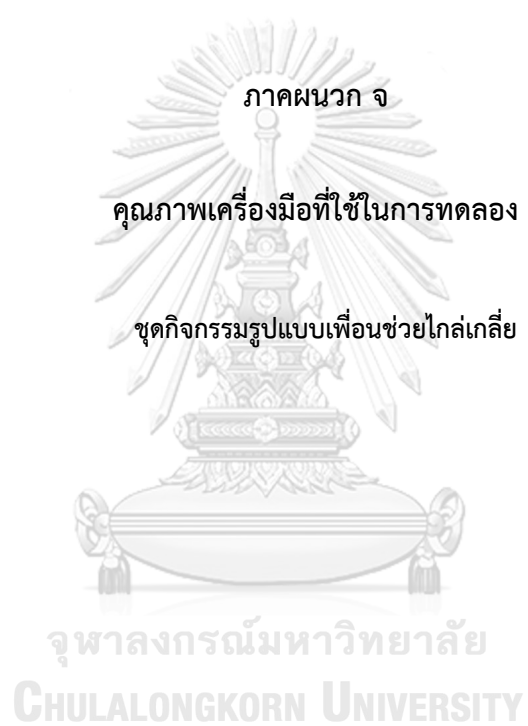 ภาคผนวก จ
คุณภาพเครื่องมือที่ใช้ในการทดลอง
ชุดกิจกรรมรูปแบบเพื่อนช่วยไกล่เกลี่ย
จุฬาลงกรณ์มหาวิทยาลัย
CHULALONGKORN UNIVERSITY